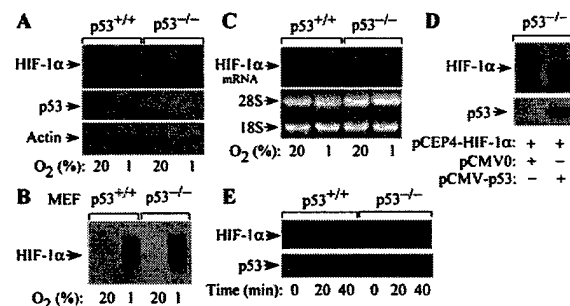 A p53+/+ p53−/−
HIF-1α
p53
Actin
O2 (%): 20 1 20 1
B MEF p53+/+ p53−/−
HIF-1α
O2 (%): 20 1 20 1
C p53+/+ p53−/−
HIF-1α
mRNA
28S
18S
O2 (%): 20 1 20 1
D p53−/−
HIF-1α
p53
pCEP4-HIF-1α: + +
pCMV0: + −
pCMV-p53: − +
E p53+/+ p53−/−
HIF-1α
p53
Time (min): 0 20 40 0 20 40